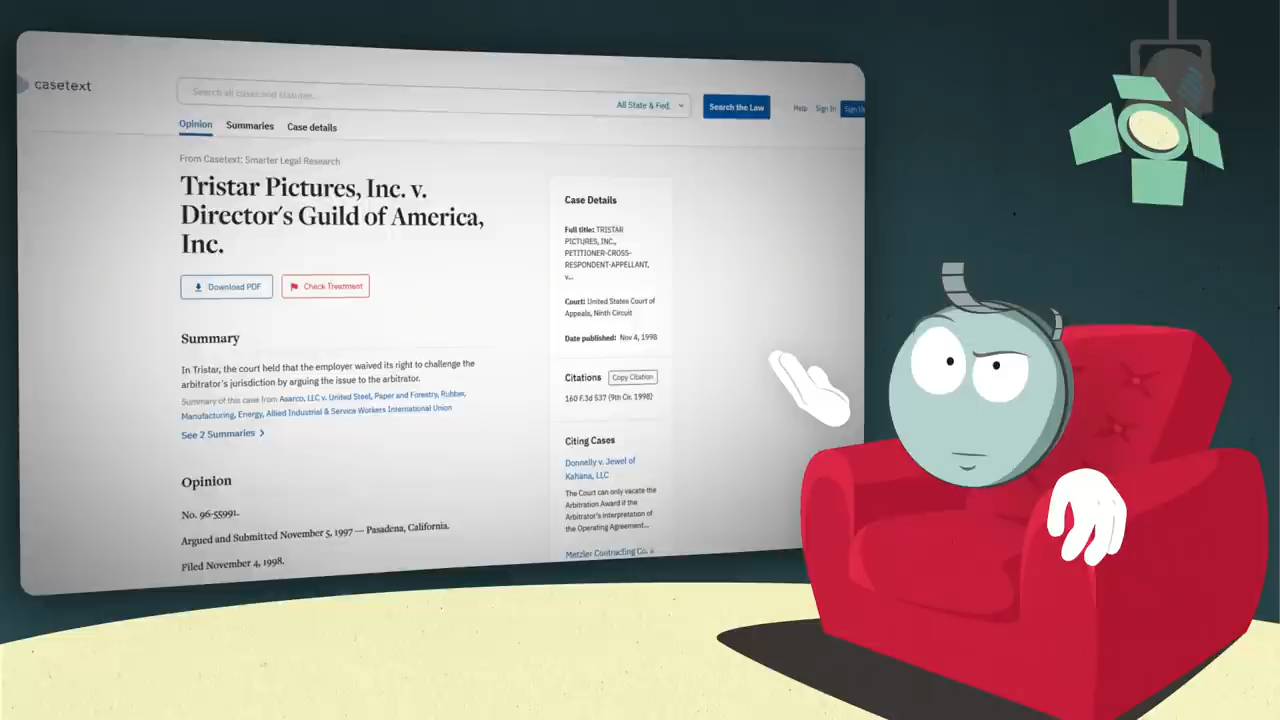 casetext
Search all cases and statutes...
All State & Fed.
Search the Law
Help
Sign In
Sign Up
Opinion
Summaries
Case details
From Casetext: Smarter Legal Research
Tristar Pictures, Inc. v.
Director's Guild of America,
Inc.
Download PDF
Check Treatment
Summary
In Tristar, the court held that the employer waived its right to challenge the
arbitrator's jurisdiction by arguing the issue to the arbitrator.
Summary of this case from Asarco, LLC v. United Steel, Paper and Forestry, Rubber,
Manufacturing, Energy, Allied Industrial & Service Workers International Union
See 2 Summaries
Opinion
No. 96-55991.
Argued and Submitted November 5, 1997 — Pasadena, California.
Filed November 4, 1998.
Case Details
Full title: TRISTAR
PICTURES, INC.,
PETITIONER-CROSS-
RESPONDENT-APPELLANT,
v...
Court: United States Court of
Appeals, Ninth Circuit
Date published: Nov 4, 1998
Citations
Copy Citation
160 F.3d 537 (9th Cir. 1998)
Citing Cases
Donnelly v. Jewel of
Kahana, LLC
The Court can only vacate the
Arbitration Award if the
Arbitrator's interpretation of
the Operating Agreement...
Metzler Contracting Co.